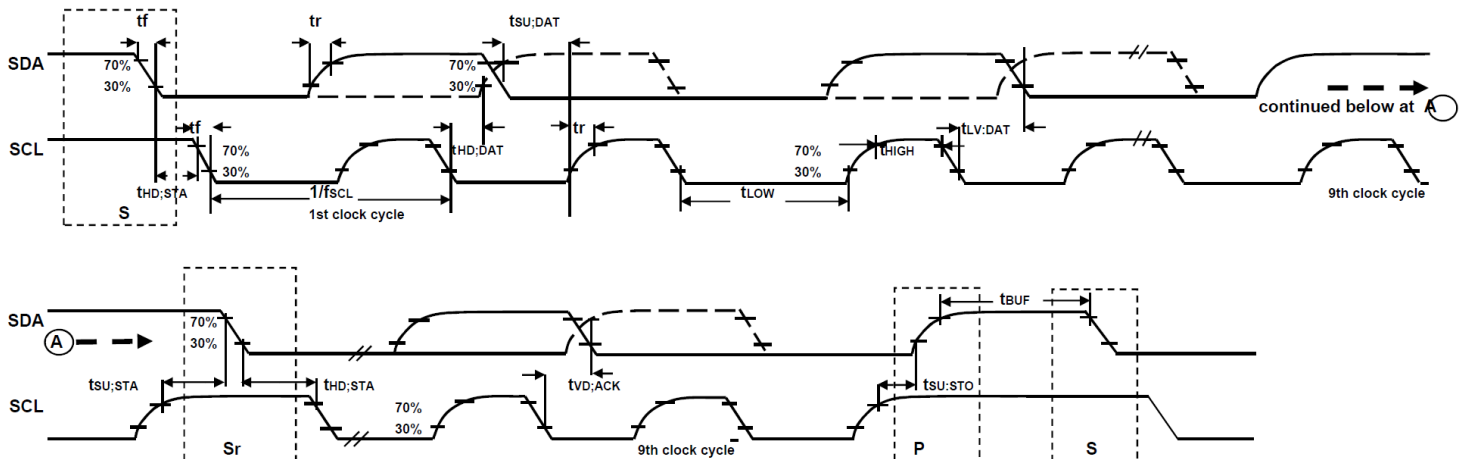 tf tr tSU;DAT
SDA 70% 70%
30% 30%
continued below at A
tf tHD;DAT tr tHIGH tLV:DAT
SCL 70% 70%
30% 30%
tHD;STA 1/fSCL tLOW
S 1st clock cycle 9th clock cycle
tBUF
SDA 70%
A 30%
tSU;STA tHD;STA tVD;ACK tSU:STO
SCL 70%
30%
Sr 9th clock cycle P S